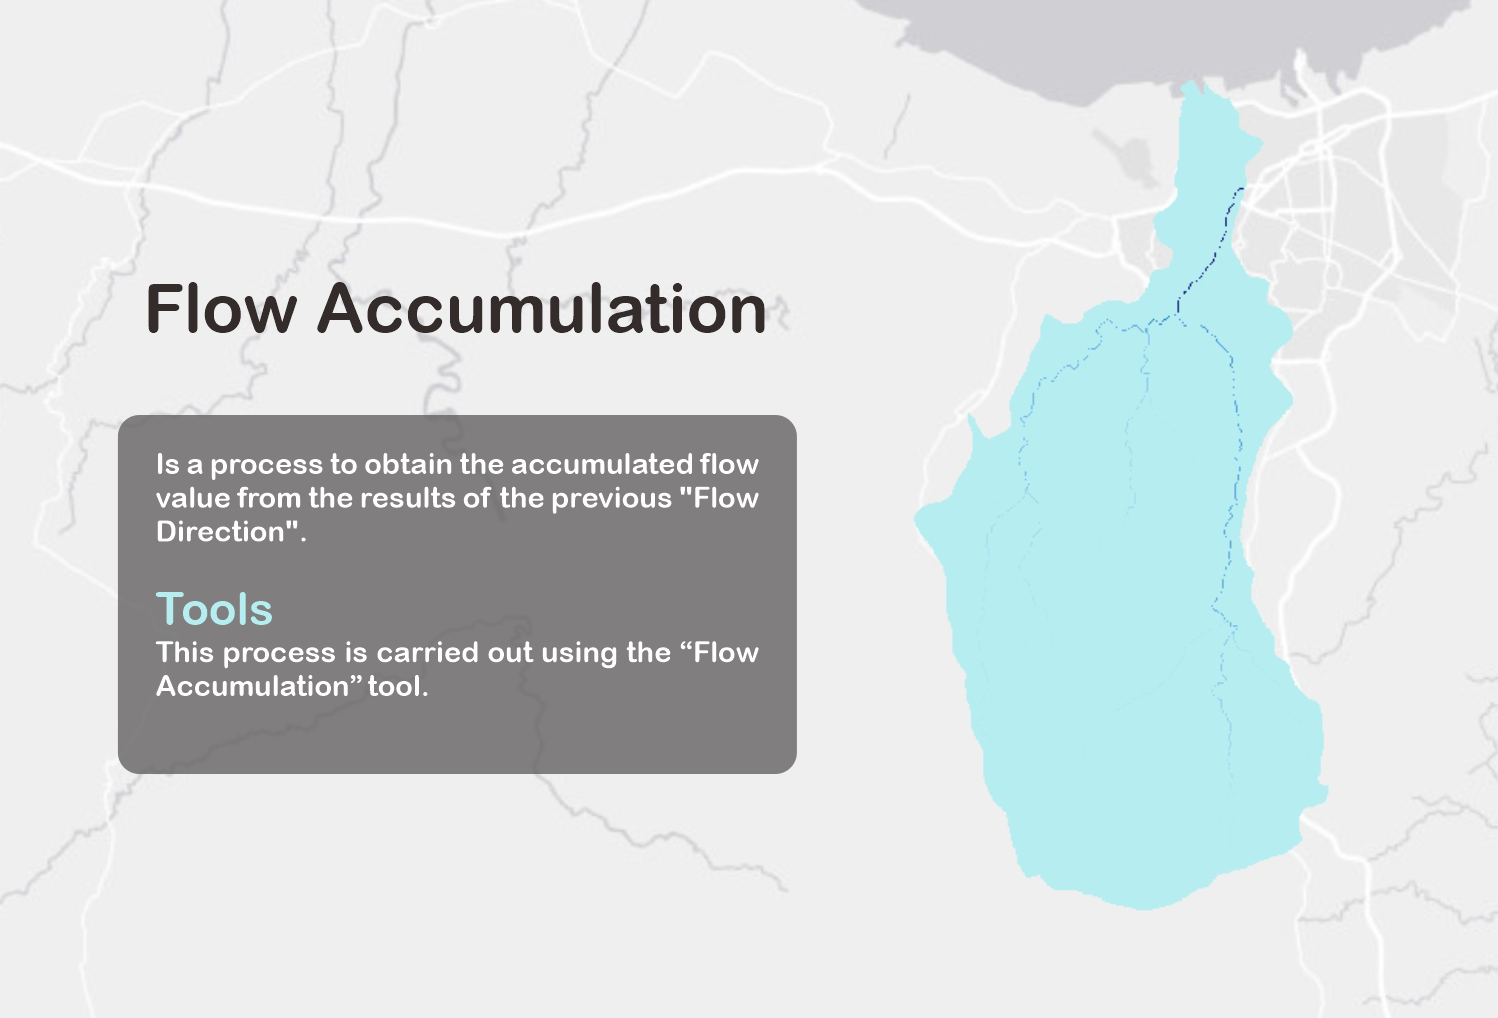 Flow Accumulation
Is a process to obtain the accumulated flow
value from the results of the previous "Flow
Direction".
Tools
This process is carried out using the “Flow
Accumulation” tool.